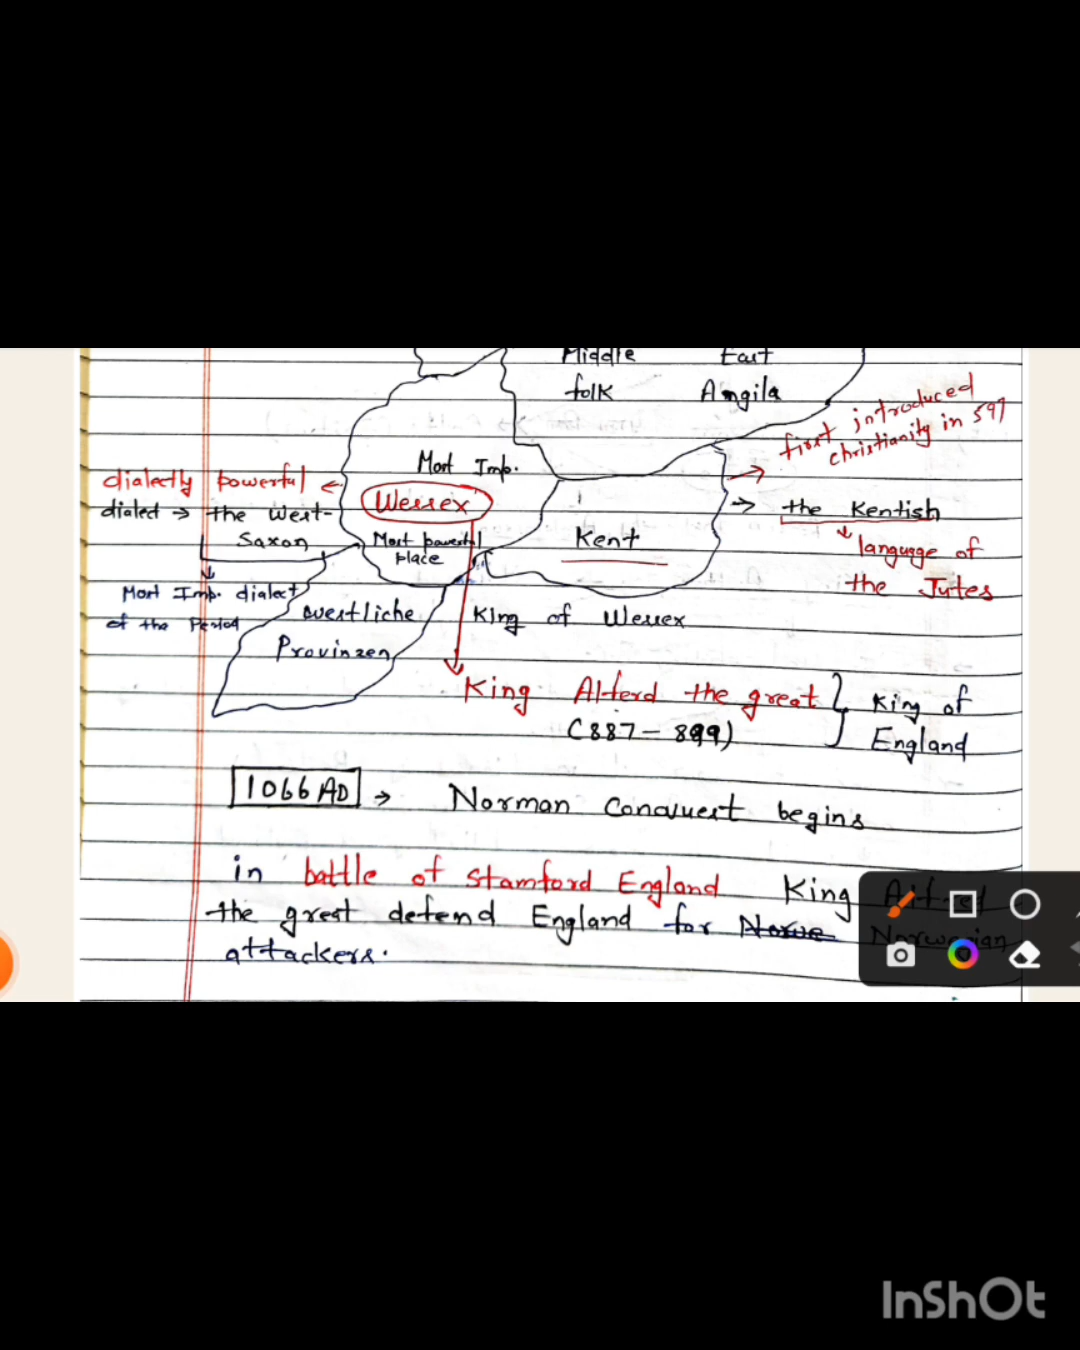 Middle East
folk Angila
first introduced
christianity in 597
Most Imp.
dialectly powerful ←
Wessex
dialed → the West-
Saxon
→ the Kentish
Most powerful
place
Kent
language of
the Jutes
Most Imp. dialect
of the Period
westliche
Provinzen
King of Wessex
King Alferd the great
(887 - 899)
King of
England
1066 AD → Norman Conquest begins
in battle of Stamford England King
the great defend England for Norwe Norwegian
attackers.
InShOt